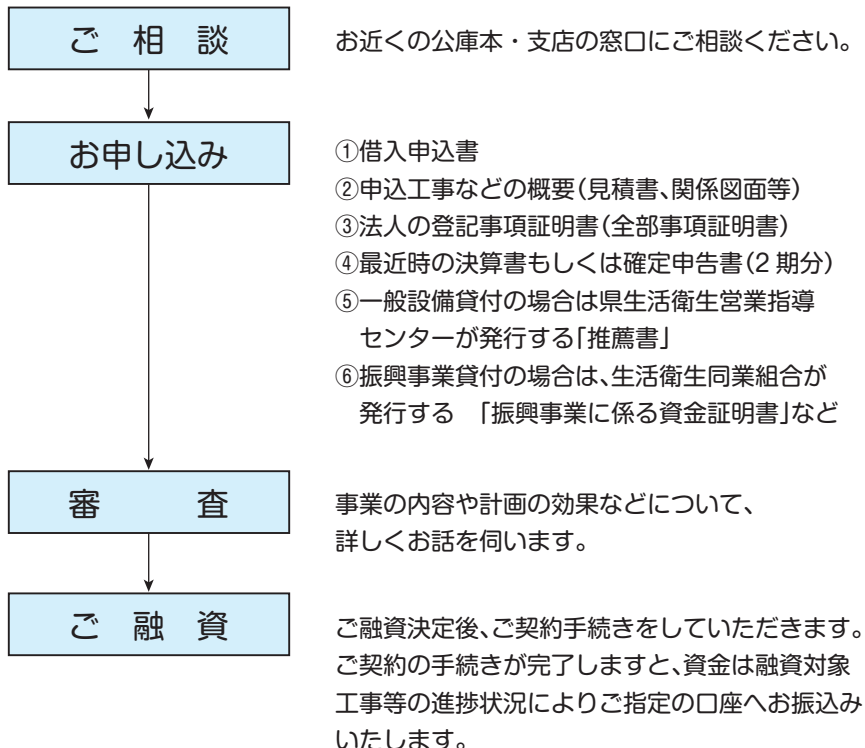 ご相談
お近くの公庫本・支店の窓口にご相談ください。
お申し込み
①借入申込書
②申込工事などの概要（見積書、関係図面等）
③法人の登記事項証明書（全部事項証明書）
④最近時の決算書もしくは確定申告書（2期分）
⑤一般設備貸付の場合は県生活衛生営業指導
センターが発行する「推薦書」
⑥振興事業貸付の場合は、生活衛生同業組合が
発行する　「振興事業に係る資金証明書」など
審査
事業の内容や計画の効果などについて、
詳しくお話を伺います。
ご融資
ご融資決定後、ご契約手続きをしていただきます。
ご契約の手続きが完了しますと、資金は融資対象
工事等の進捗状況によりご指定の口座へお振込み
いたします。